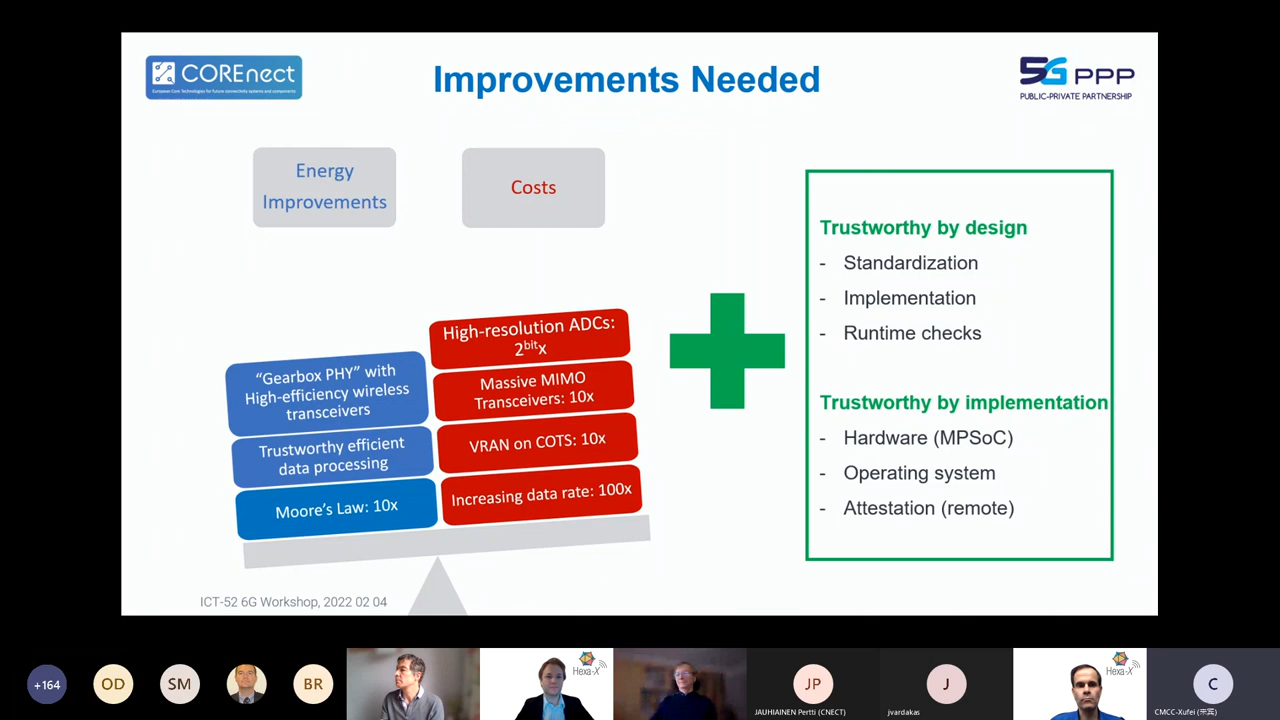 COREnect
European Core Technologies for future connectivity systems and components
Improvements Needed
5G PPP
PUBLIC-PRIVATE PARTNERSHIP
Energy
Improvements
Costs
High-resolution ADCs:
2bitx
"Gearbox PHY" with
High-efficiency wireless
transceivers
Massive MIMO
Transceivers: 10x
Trustworthy efficient
data processing
VRAN on COTS: 10x
Moore's Law: 10x
Increasing data rate: 100x
Trustworthy by design
- Standardization
- Implementation
- Runtime checks
Trustworthy by implementation
- Hardware (MPSoC)
- Operating system
- Attestation (remote)
ICT-52 6G Workshop, 2022 02 04
+164
OD
SM
BR
Hexa-X
JP
JAUHIAINEN Pertti (CNECT)
J
jvardakas
Hexa-X
C